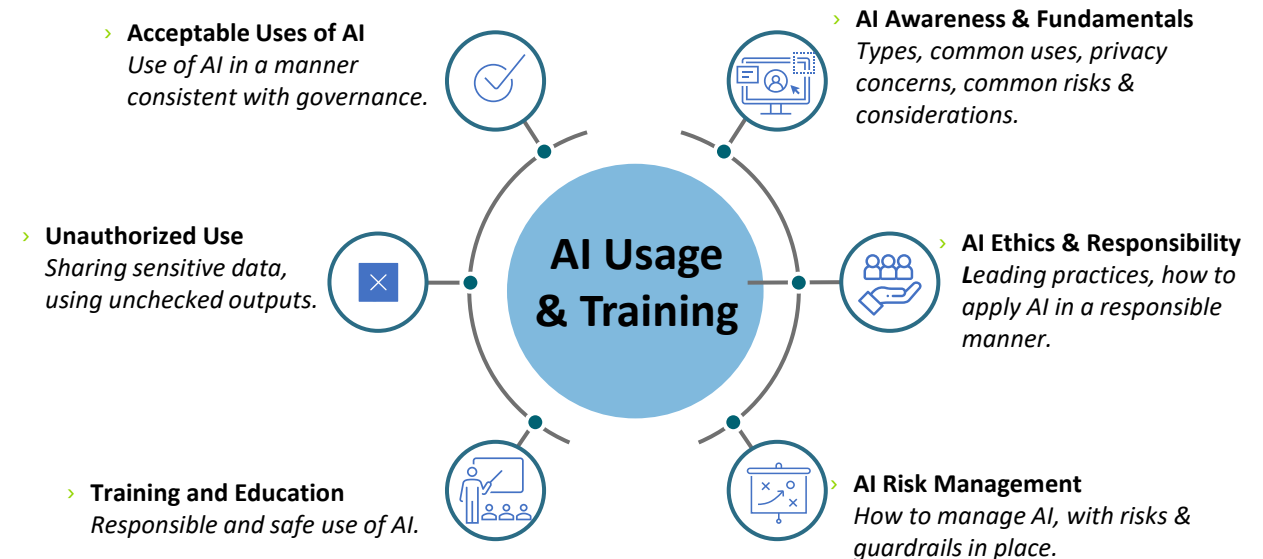 Acceptable Uses of AI
Use of AI in a manner
consistent with governance.
Unauthorized Use
Sharing sensitive data,
using unchecked outputs.
Training and Education
Responsible and safe use of AI.
AI Usage
& Training
AI Awareness & Fundamentals
Types, common uses, privacy
concerns, common risks &
considerations.
AI Ethics & Responsibility
Leading practices, how to
apply AI in a responsible
manner.
AI Risk Management
How to manage AI, with risks &
guardrails in place.